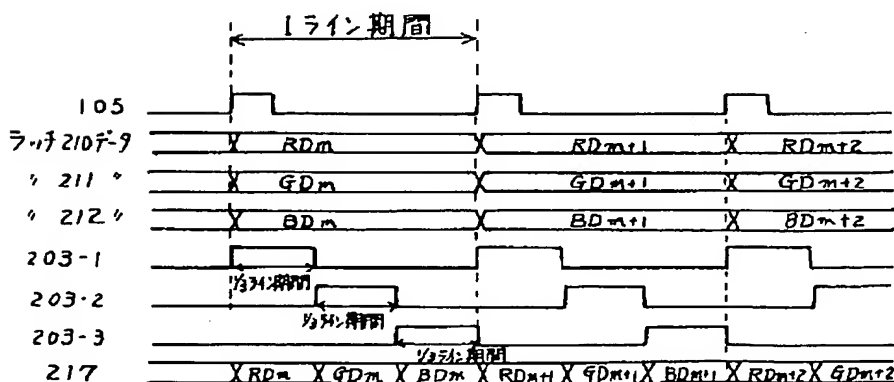 1ライン期間
105
ラッチ210データ RDm RDm+1 RDm+2
〃 211 〃 GDm GDm+1 GDm+2
〃 212 〃 BDm BDm+1 BDm+2
203-1
1/3ライン期間
203-2
1/3ライン期間
203-3
1/3ライン期間
217 RDm GDm BDm RDm+1 GDm+1 BDm+1 RDm+2 GDm+2